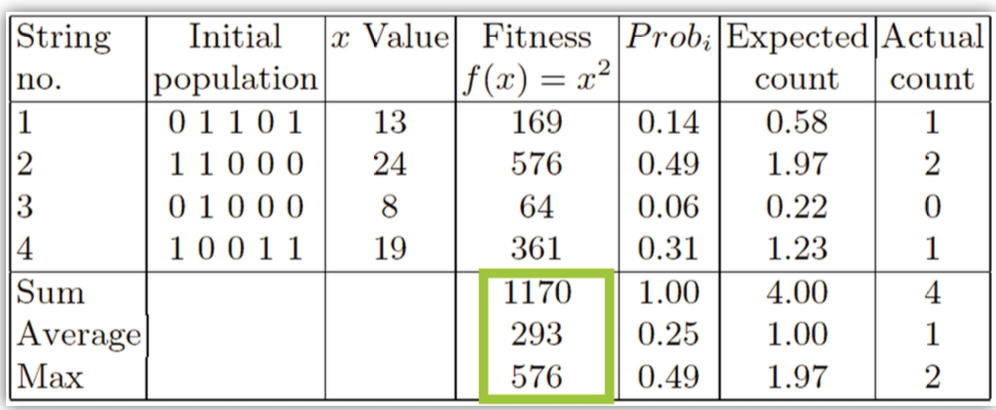 String Initial x Value Fitness Prob_i Expected Actual
no. population f(x) = x² count count
1 0 1 1 0 1 13 169 0.14 0.58 1
2 1 1 0 0 0 24 576 0.49 1.97 2
3 0 1 0 0 0 8 64 0.06 0.22 0
4 1 0 0 1 1 19 361 0.31 1.23 1
Sum 1170 1.00 4.00 4
Average 293 0.25 1.00 1
Max 576 0.49 1.97 2